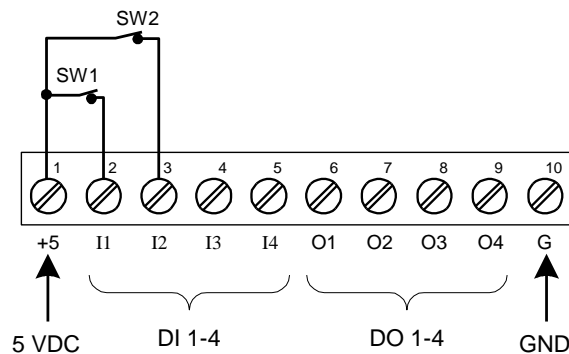 SW2
SW1
1 2 3 4 5 6 7 8 9 10
+5 I1 I2 I3 I4 O1 O2 O3 O4 G
5 VDC DI 1-4 DO 1-4 GND